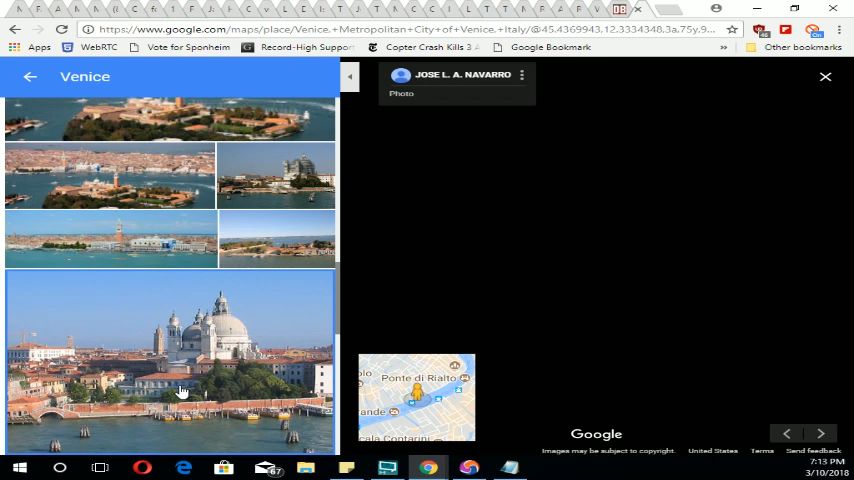 https://www.google.com/maps/place/Venice,+Metropolitan+City+of+Venice,+Italy/@45.4369943,12.3334348,3a,75y,9
Apps WebRTC Vote for Sponheim Record-High Suppo Copter Crash Kills 3 Google Bookmark » Other bookmarks
Venice
JOSE L. A. NAVARRO
Photo
Ponte di Rialto
Google
Images may be subject to copyright. United States Terms Send feedback
67
7:13 PM
3/10/2018